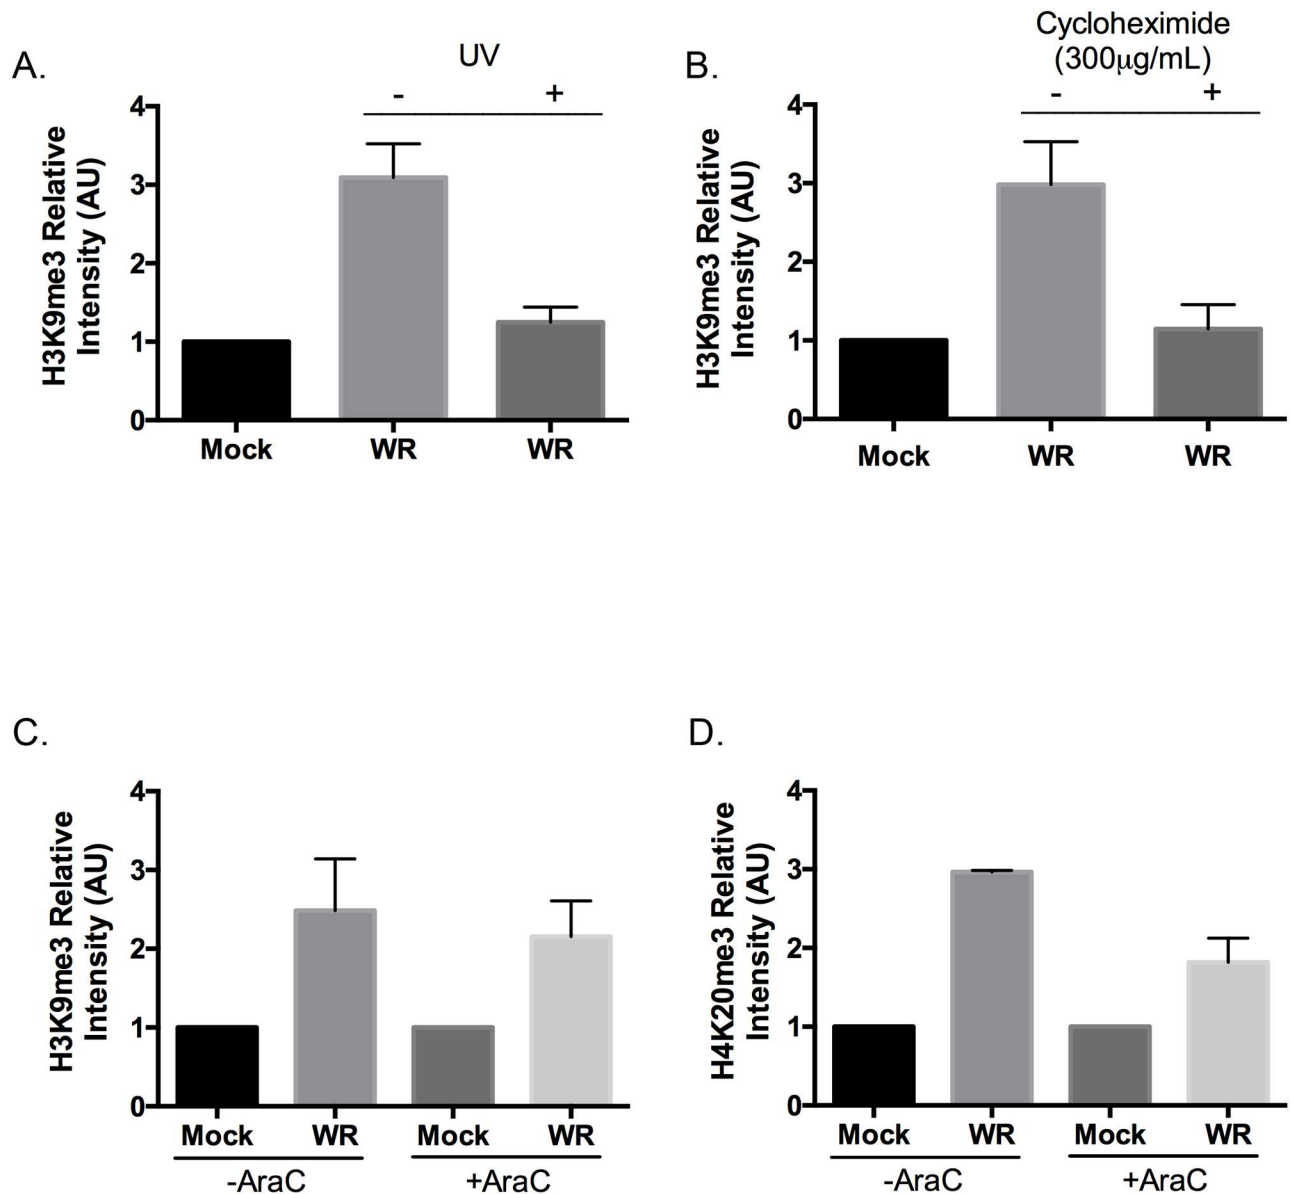 A.
UV
- +
H3K9me3 Relative
Intensity (AU)
4
3
2
1
0
Mock WR WR
B.
Cycloheximide
(300μg/mL)
- +
H3K9me3 Relative
Intensity (AU)
4
3
2
1
0
Mock WR WR
C.
H3K9me3 Relative
Intensity (AU)
4
3
2
1
0
Mock WR Mock WR
-AraC +AraC
D.
H4K20me3 Relative
Intensity (AU)
4
3
2
1
0
Mock WR Mock WR
-AraC +AraC